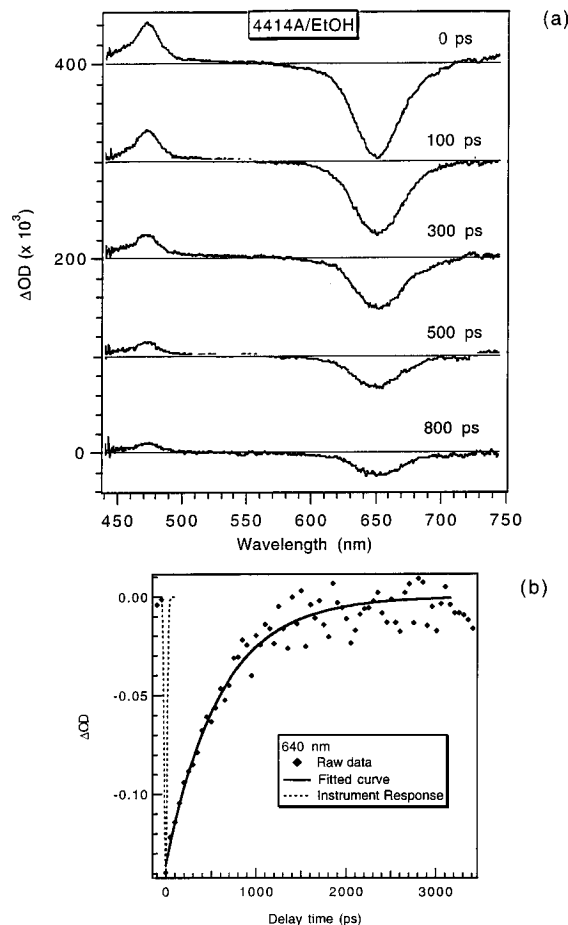 4414A/EtOH
(a)
0 ps
400
100 ps
300 ps
200
500 ps
800 ps
0
ΔOD (x 10³)
450 500 550 600 650 700 750
Wavelength (nm)
(b)
0.00
-0.05
-0.10
ΔOD
640 nm
Raw data
Fitted curve
Instrument Response
0 1000 2000 3000
Delay time (ps)